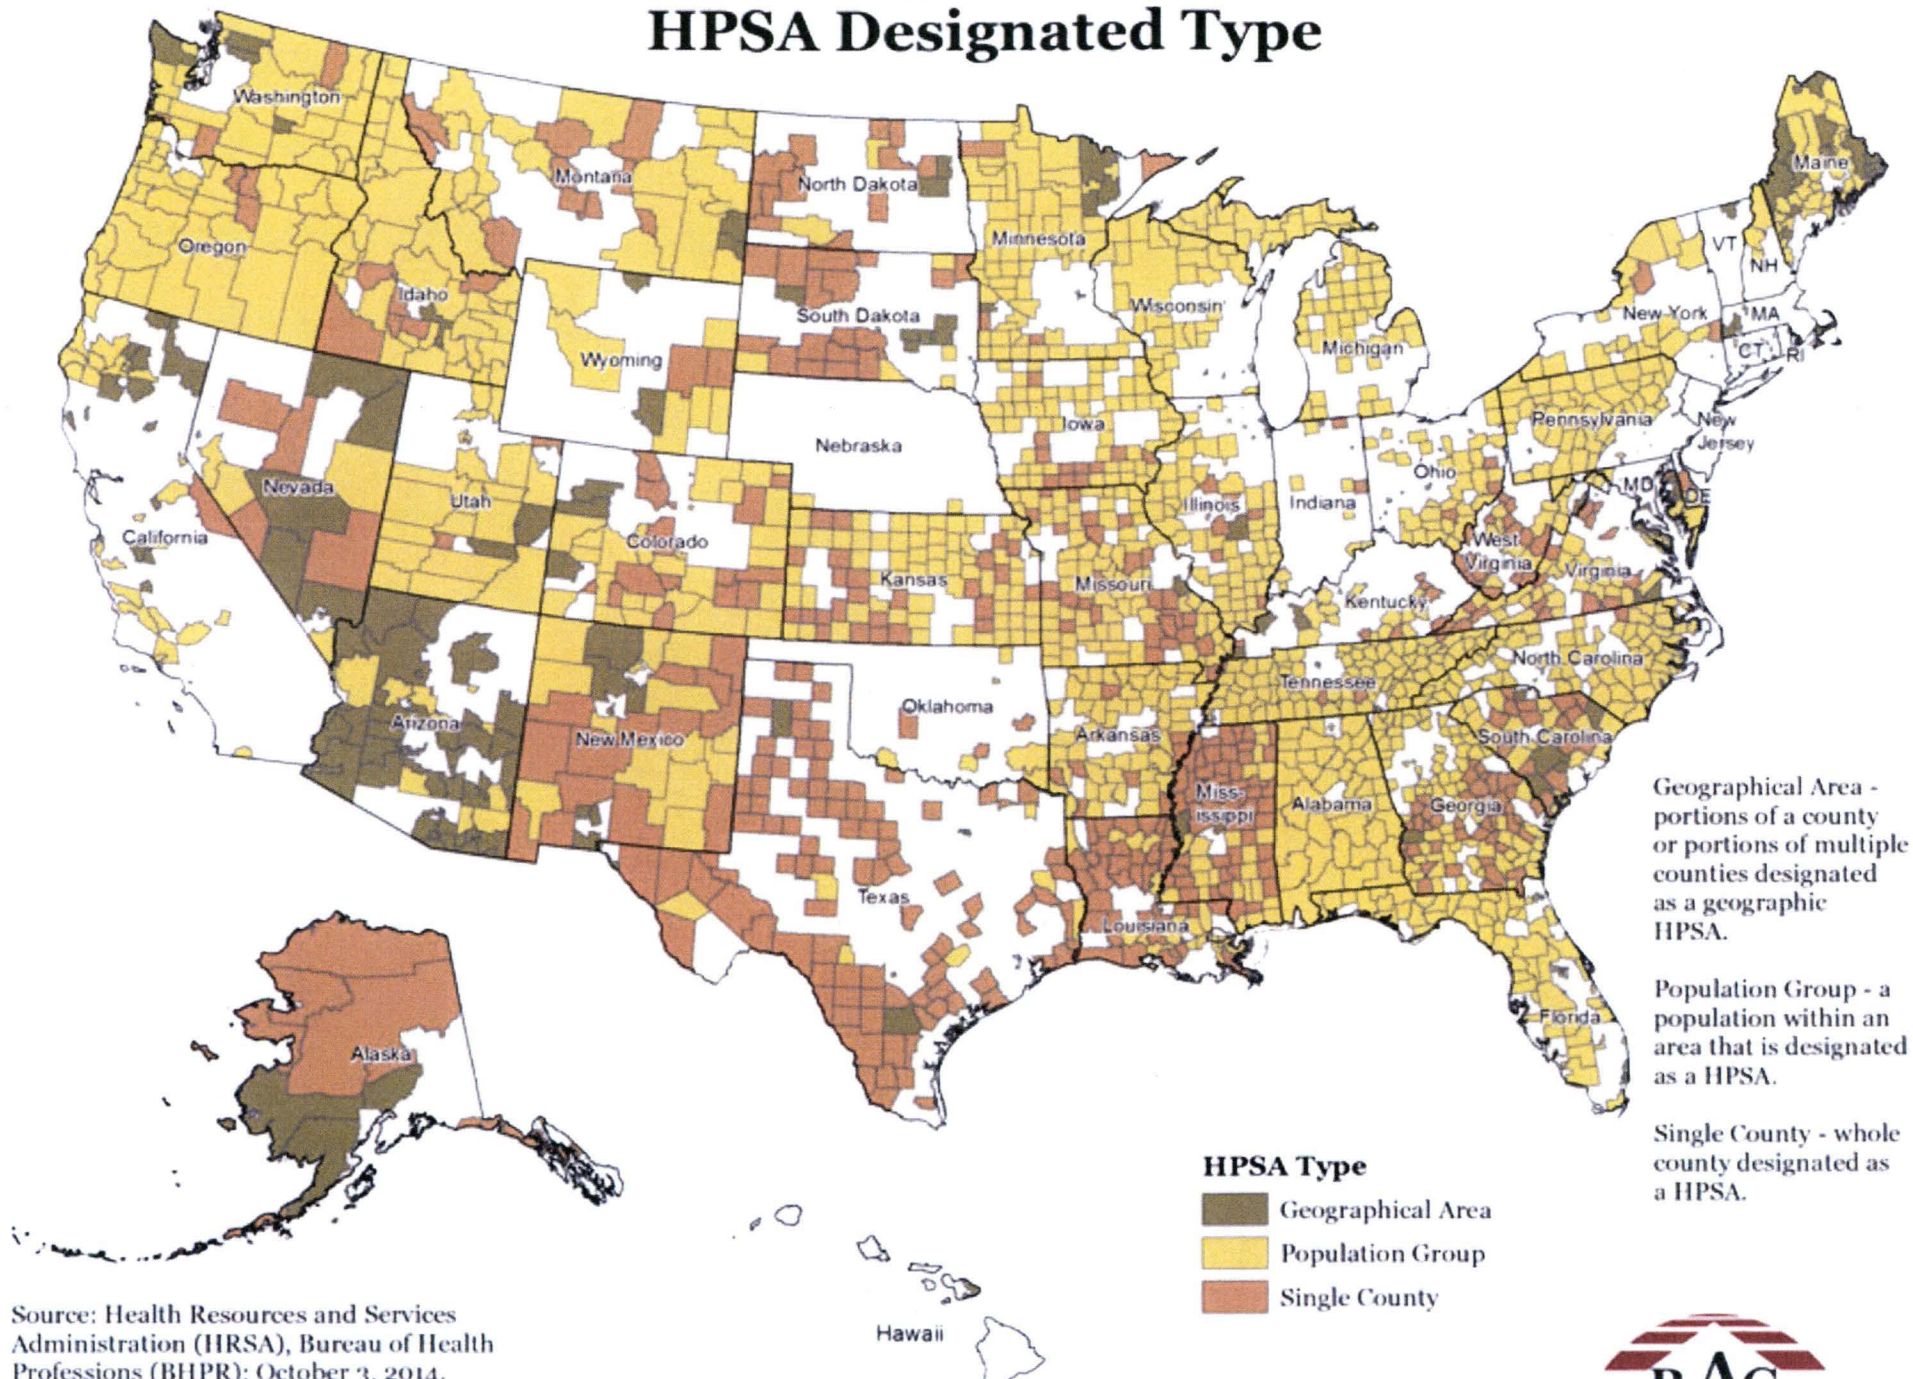 HPSA Designated Type
Washington
Montana
North Dakota
Minnesota
Maine
Oregon
Idaho
VT
NH
Wisconsin
South Dakota
Wyoming
Michigan
New York
MA
CT
RI
Iowa
Nebraska
Pennsylvania
New
Jersey
Nevada
Utah
Ohio
Illinois
Indiana
MD
DE
California
Colorado
Kansas
Missouri
West
Virginia
Virginia
Kentucky
North Carolina
Tennessee
Arizona
New Mexico
Oklahoma
Arkansas
South Carolina
Miss-
issippi
Alabama
Georgia
Texas
Louisiana
Florida
Alaska
Hawaii
Geographical Area -
portions of a county
or portions of multiple
counties designated
as a geographic
HPSA.
Population Group - a
population within an
area that is designated
as a HPSA.
Single County - whole
county designated as
a HPSA.
HPSA Type
Geographical Area
Population Group
Single County
Source: Health Resources and Services
Administration (HRSA), Bureau of Health
Professions (BHPR); October 3, 2014.